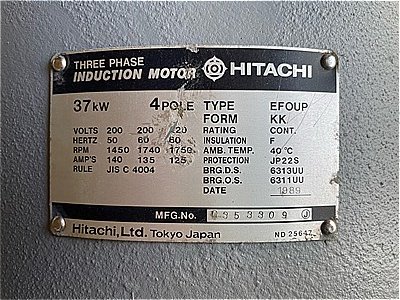 THREE PHASE
INDUCTION MOTOR HITACHI
37kW 4POLE TYPE EFOUP
FORM KK
VOLTS 200 200 220 RATING CONT.
HERTZ 50 60 60 INSULATION F
RPM 1450 1740 1750 AMB. TEMP. 40°C
AMP'S 140 135 125 PROTECTION JP22S
RULE JIS C 4004 BRG.D.S. 6313UU
BRG.O.S. 6311UU
DATE 1989
MFG.No.
Hitachi,Ltd. Tokyo Japan ND 25647